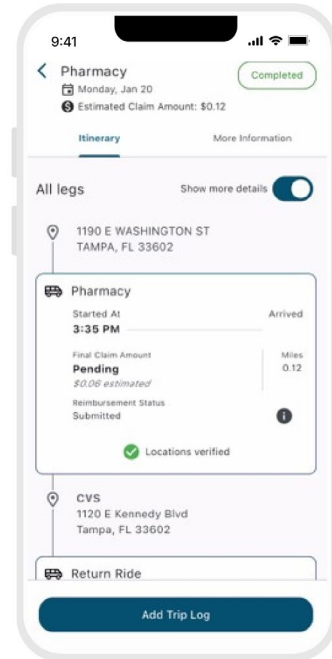 9:41
Pharmacy
Completed
Monday, Jan 20
Estimated Claim Amount: $0.12
Itinerary More Information
All legs Show more details
1190 E WASHINGTON ST
TAMPA, FL 33602
Pharmacy
Started At Arrived
3:35 PM
Final Claim Amount Miles
Pending 0.12
$0.06 estimated
Reimbursement Status
Submitted
Locations verified
CVS
1120 E Kennedy Blvd
Tampa, FL 33602
Return Ride
Add Trip Log